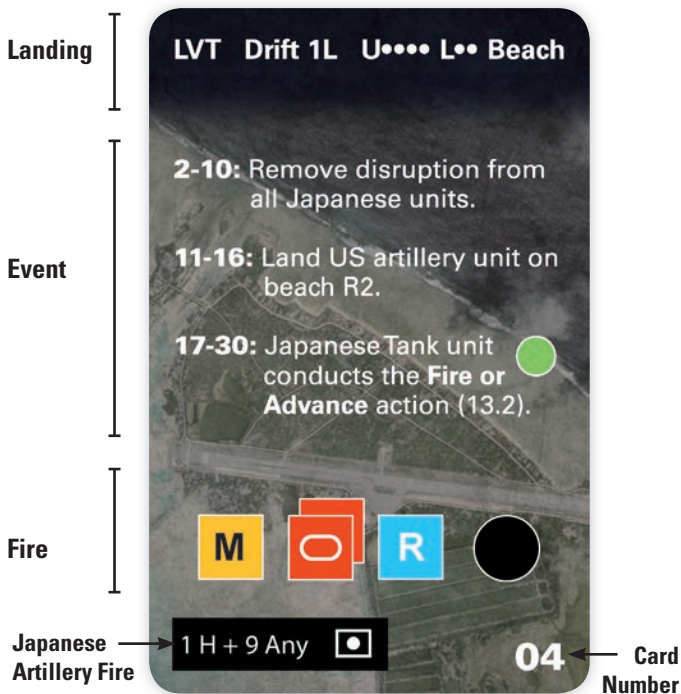 Landing
LVT Drift 1L U•••• L•• Beach
Event
2-10: Remove disruption from
all Japanese units.
11-16: Land US artillery unit on
beach R2.
17-30: Japanese Tank unit
conducts the Fire or
Advance action (13.2).
Fire
M
R
Japanese
Artillery Fire
1 H + 9 Any
04
Card
Number